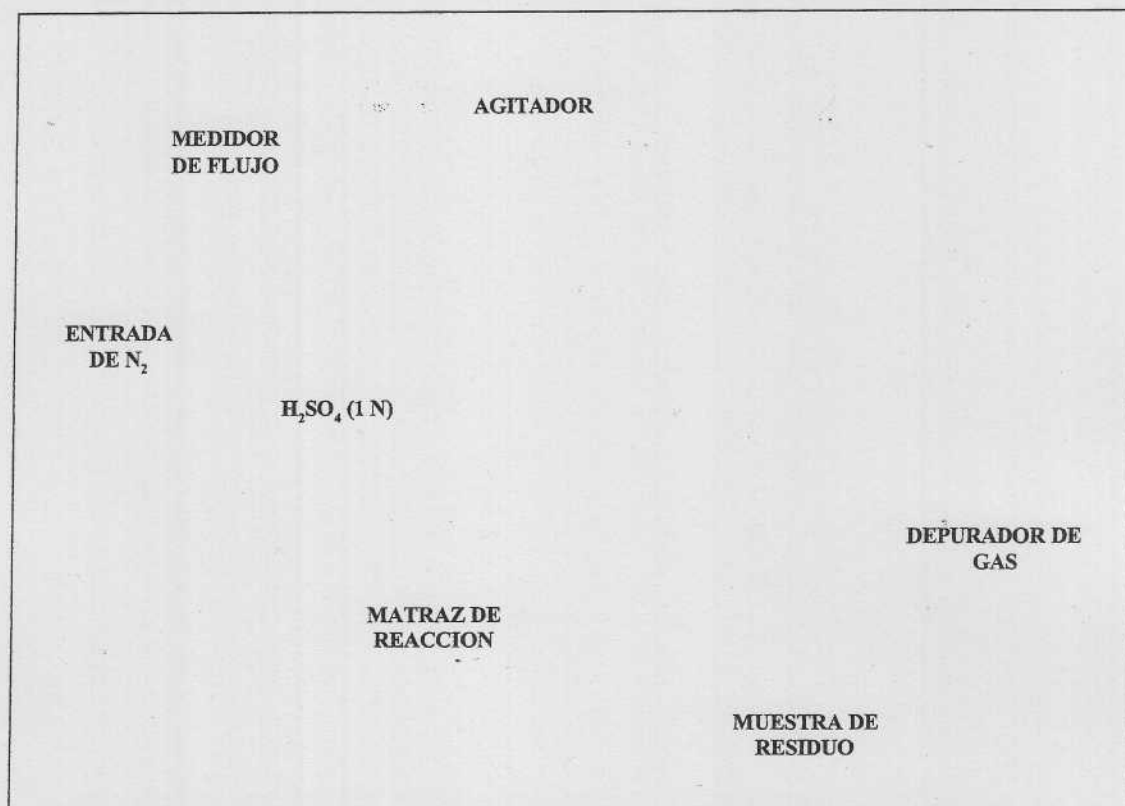 AGITADOR
MEDIDOR
DE FLUJO
ENTRADA
DE N₂
H₂SO₄ (1 N)
DEPURADOR DE
GAS
MATRAZ DE
REACCION
MUESTRA DE
RESIDUO